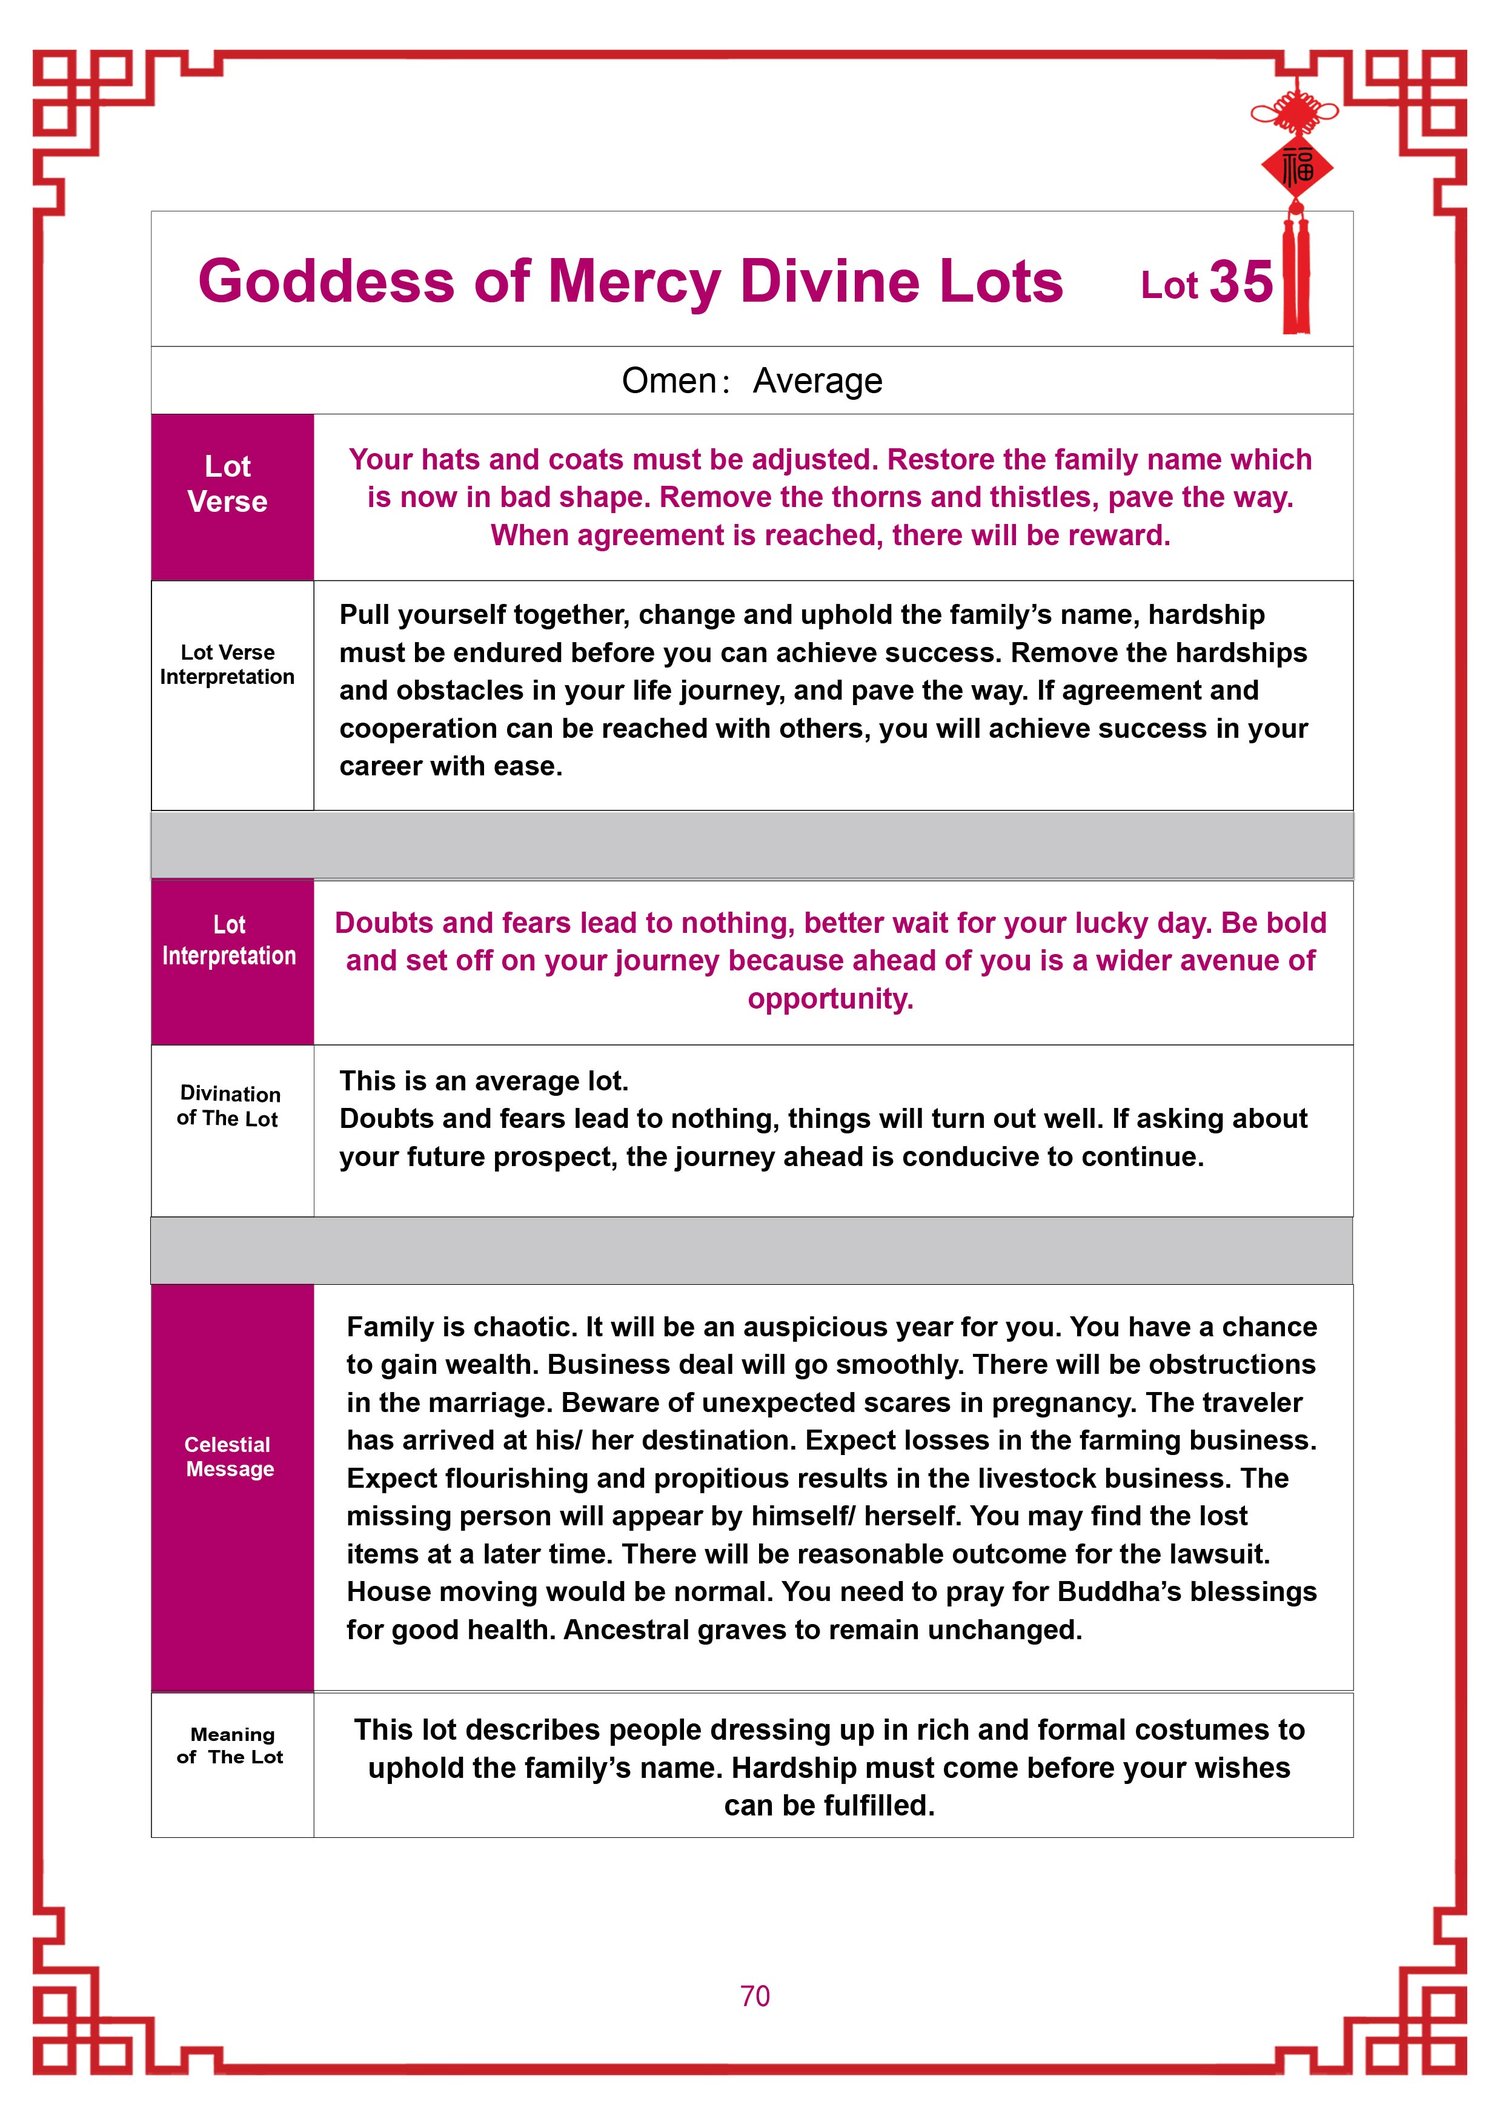 福
Goddess of Mercy Divine Lots Lot 35
Omen： Average
Lot
Verse
Your hats and coats must be adjusted. Restore the family name which
is now in bad shape. Remove the thorns and thistles, pave the way.
When agreement is reached, there will be reward.
Lot Verse
Interpretation
Pull yourself together, change and uphold the family’s name, hardship
must be endured before you can achieve success. Remove the hardships
and obstacles in your life journey, and pave the way. If agreement and
cooperation can be reached with others, you will achieve success in your
career with ease.
Lot
Interpretation
Doubts and fears lead to nothing, better wait for your lucky day. Be bold
and set off on your journey because ahead of you is a wider avenue of
opportunity.
Divination
of The Lot
This is an average lot.
Doubts and fears lead to nothing, things will turn out well. If asking about
your future prospect, the journey ahead is conducive to continue.
Celestial
Message
Family is chaotic. It will be an auspicious year for you. You have a chance
to gain wealth. Business deal will go smoothly. There will be obstructions
in the marriage. Beware of unexpected scares in pregnancy. The traveler
has arrived at his/ her destination. Expect losses in the farming business.
Expect flourishing and propitious results in the livestock business. The
missing person will appear by himself/ herself. You may find the lost
items at a later time. There will be reasonable outcome for the lawsuit.
House moving would be normal. You need to pray for Buddha’s blessings
for good health. Ancestral graves to remain unchanged.
Meaning
of The Lot
This lot describes people dressing up in rich and formal costumes to
uphold the family’s name. Hardship must come before your wishes
can be fulfilled.
70